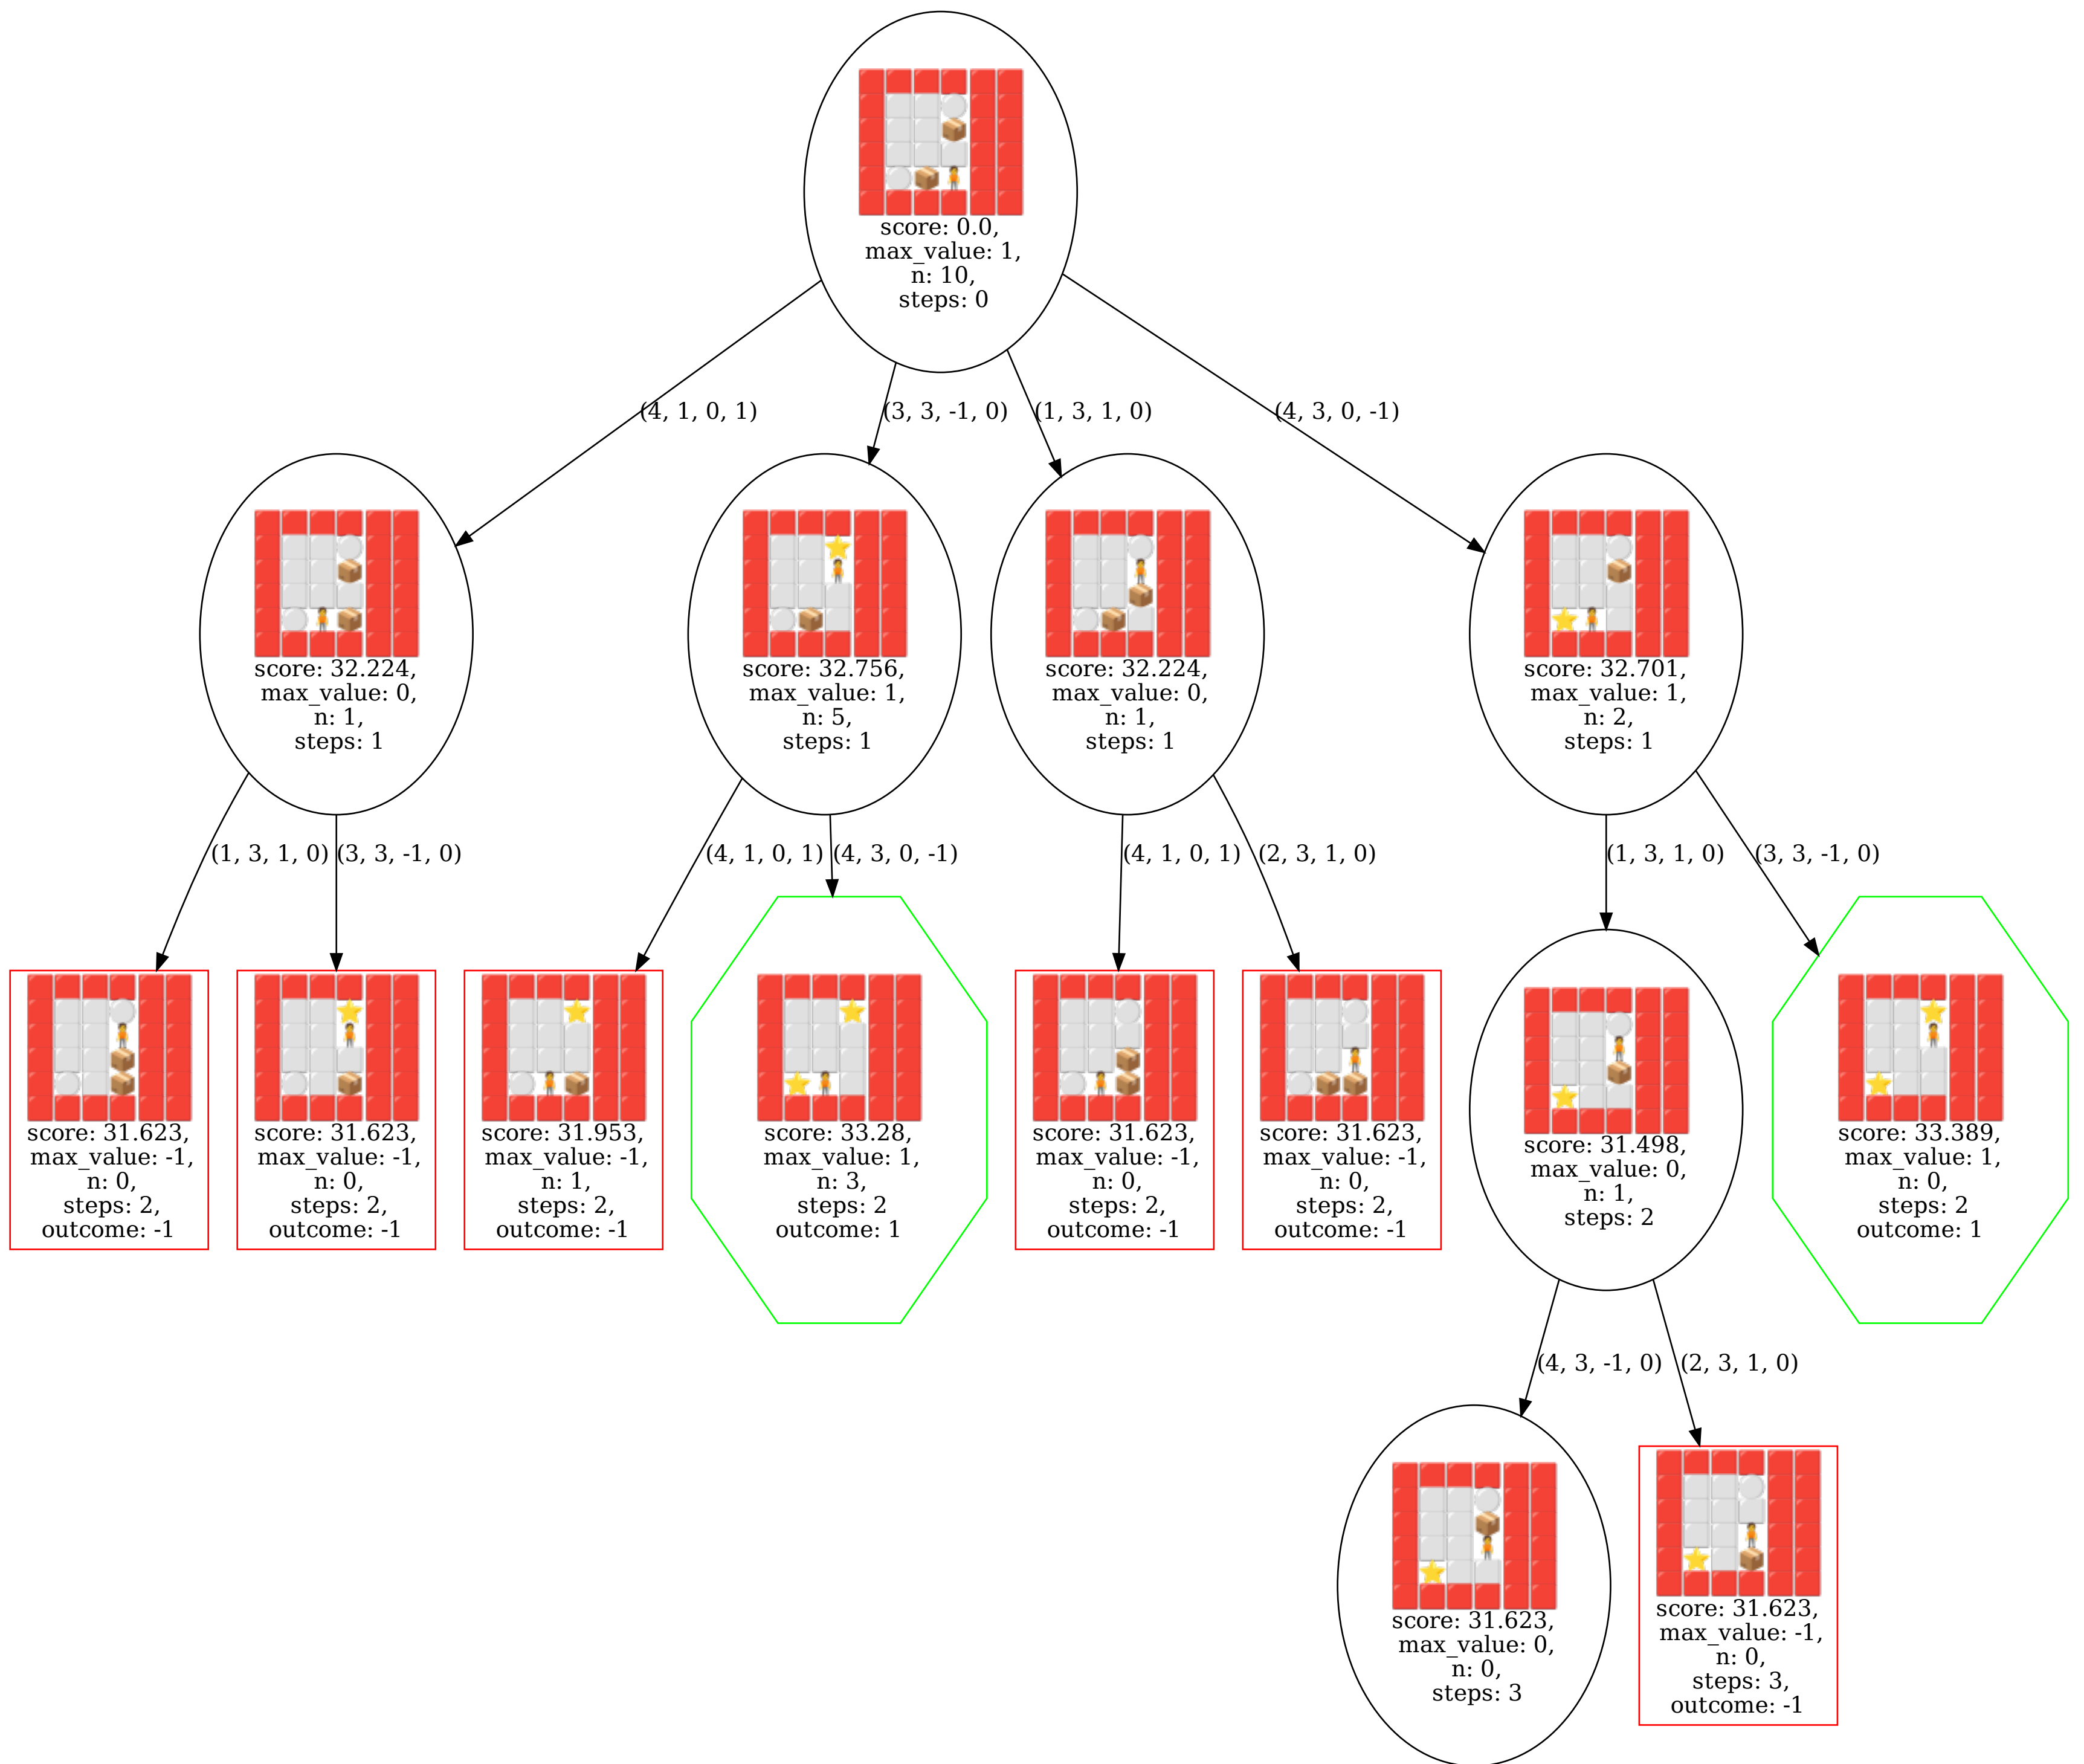 score: 0.0,
max_value: 1,
n: 10,
steps: 0
(4, 1, 0, 1)
(3, 3, -1, 0)
(1, 3, 1, 0)
(4, 3, 0, -1)
score: 32.224,
max_value: 0,
n: 1,
steps: 1
score: 32.756,
max_value: 1,
n: 5,
steps: 1
score: 32.224,
max_value: 0,
n: 1,
steps: 1
score: 32.701,
max_value: 1,
n: 2,
steps: 1
(1, 3, 1, 0)
(3, 3, -1, 0)
(4, 1, 0, 1)
(4, 3, 0, -1)
(4, 1, 0, 1)
(2, 3, 1, 0)
(1, 3, 1, 0)
(3, 3, -1, 0)
score: 31.623,
max_value: -1,
n: 0,
steps: 2,
outcome: -1
score: 31.623,
max_value: -1,
n: 0,
steps: 2,
outcome: -1
score: 31.953,
max_value: -1,
n: 1,
steps: 2,
outcome: -1
score: 33.28,
max_value: 1,
n: 3,
steps: 2
outcome: 1
score: 31.623,
max_value: -1,
n: 0,
steps: 2,
outcome: -1
score: 31.623,
max_value: -1,
n: 0,
steps: 2,
outcome: -1
score: 31.498,
max_value: 0,
n: 1,
steps: 2
score: 33.389,
max_value: 1,
n: 0,
steps: 2
outcome: 1
(4, 3, -1, 0)
(2, 3, 1, 0)
score: 31.623,
max_value: 0,
n: 0,
steps: 3
score: 31.623,
max_value: -1,
n: 0,
steps: 3,
outcome: -1